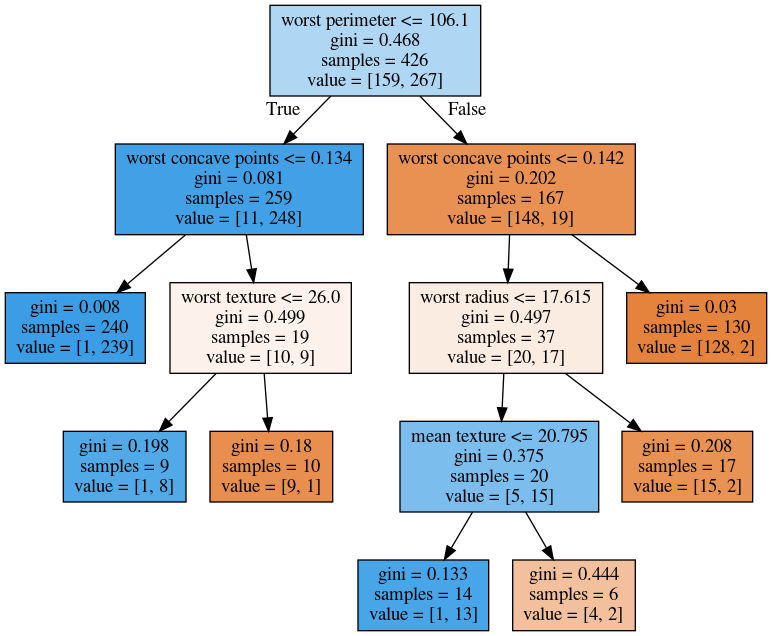 worst perimeter <= 106.1
gini = 0.468
samples = 426
value = [159, 267]
True
False
worst concave points <= 0.134
gini = 0.081
samples = 259
value = [11, 248]
worst concave points <= 0.142
gini = 0.202
samples = 167
value = [148, 19]
gini = 0.008
samples = 240
value = [1, 239]
worst texture <= 26.0
gini = 0.499
samples = 19
value = [10, 9]
worst radius <= 17.615
gini = 0.497
samples = 37
value = [20, 17]
gini = 0.03
samples = 130
value = [128, 2]
gini = 0.198
samples = 9
value = [1, 8]
gini = 0.18
samples = 10
value = [9, 1]
mean texture <= 20.795
gini = 0.375
samples = 20
value = [5, 15]
gini = 0.208
samples = 17
value = [15, 2]
gini = 0.133
samples = 14
value = [1, 13]
gini = 0.444
samples = 6
value = [4, 2]